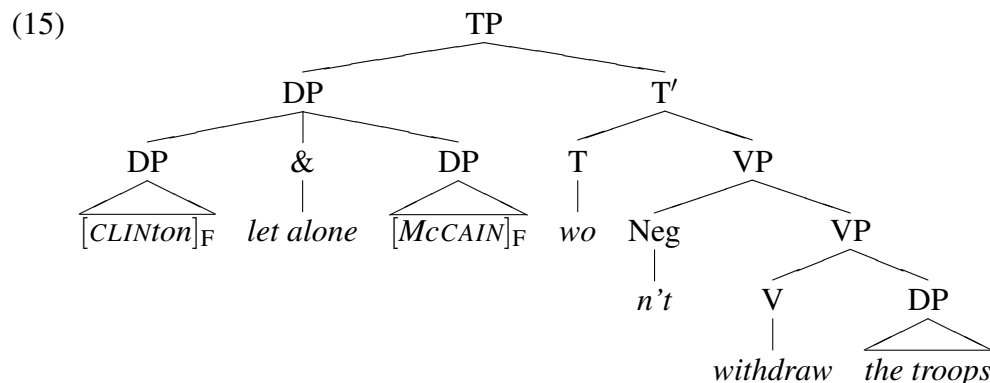 (15) TP
DP T′
DP & DP T VP
[CLINton]F let alone [McCAIN]F wo Neg VP
n't V DP
withdraw the troops